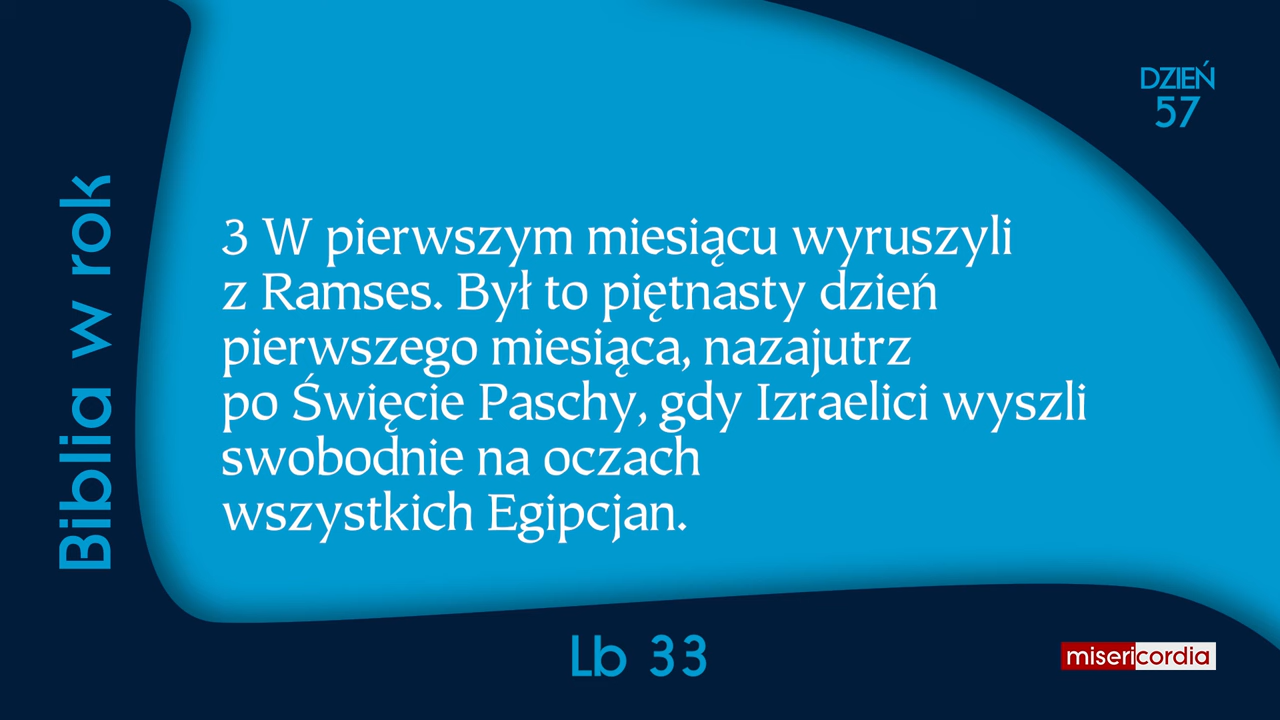 DZIEŃ
57
Biblia w rok
3 W pierwszym miesiącu wyruszyli
z Ramses. Był to piętnasty dzień
pierwszego miesiąca, nazajutrz
po Święcie Paschy, gdy Izraelici wyszli
swobodnie na oczach
wszystkich Egipcjan.
Lb 33
misericordia